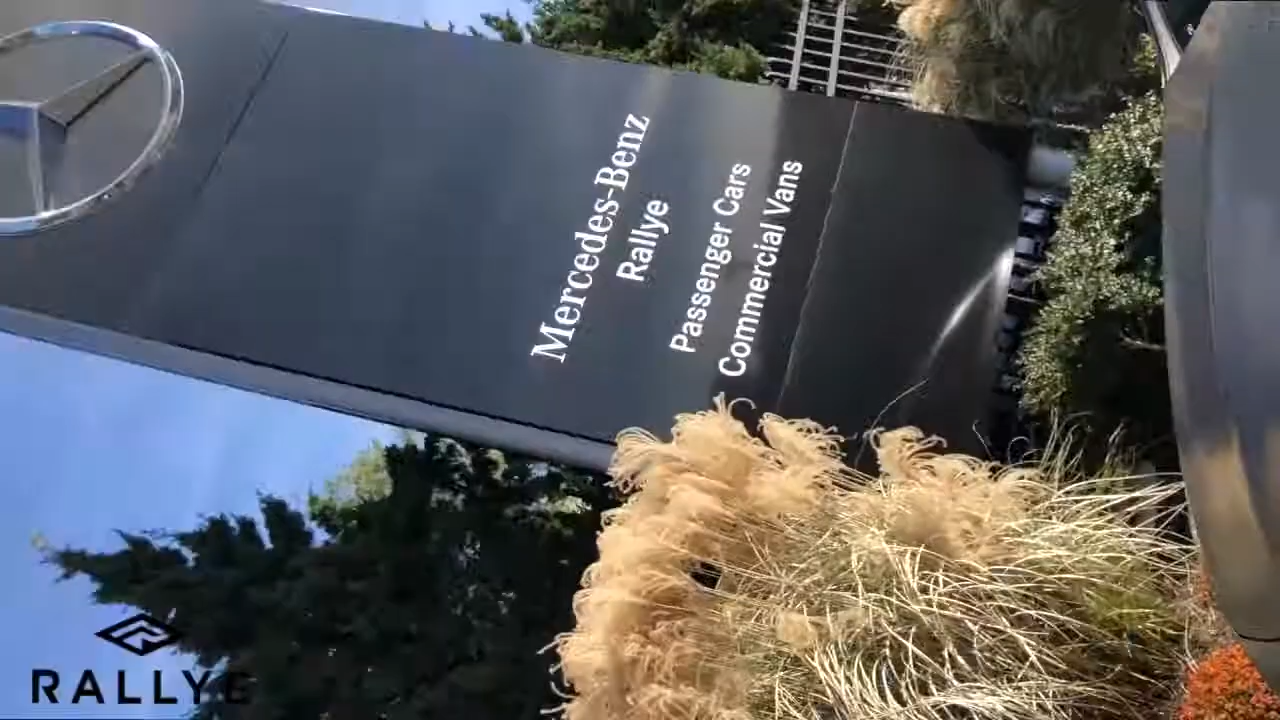 Mercedes-Benz
Rallye
Passenger Cars
Commercial Vans
RALLYE